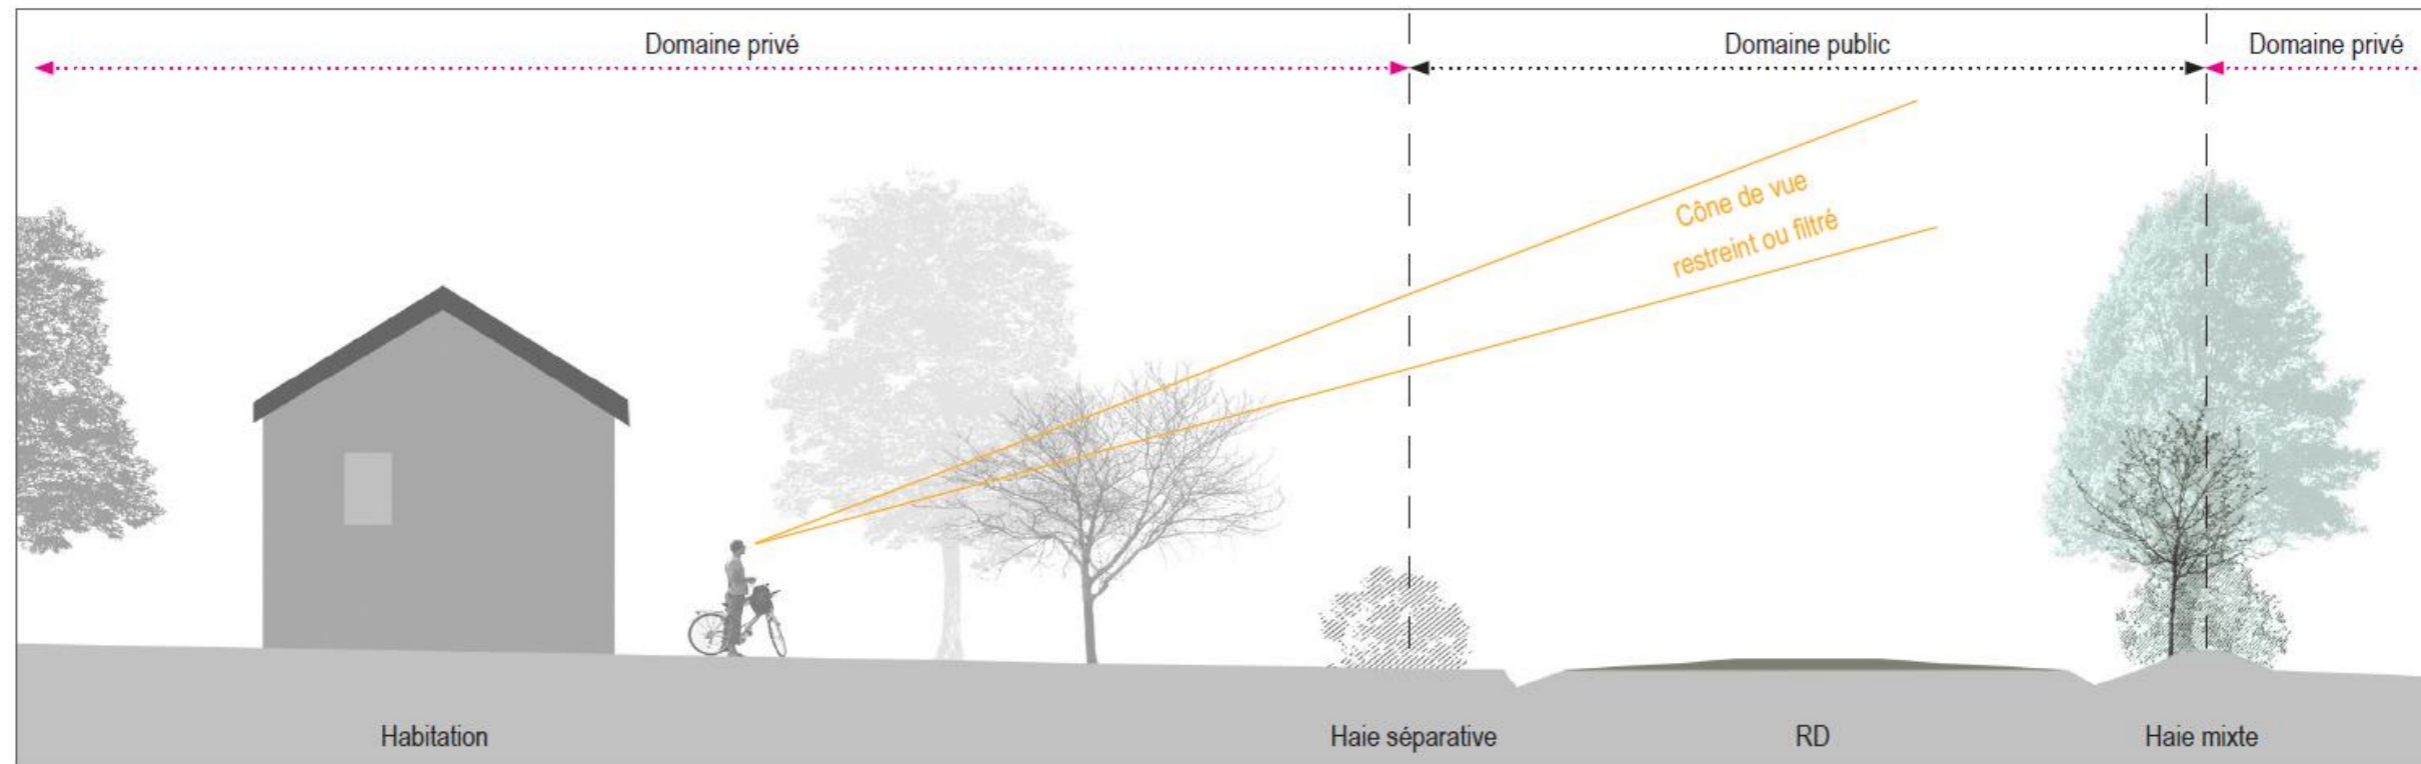 Domaine privé
Domaine public
Domaine privé
Cône de vue
restreint ou filtré
Habitation
Haie séparative
RD
Haie mixte